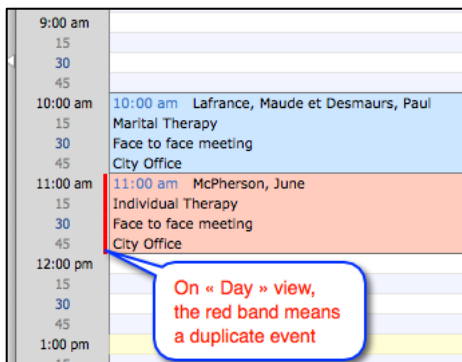 9:00 am
15
30
45
10:00 am 10:00 am Lafrance, Maude et Desmaurs, Paul
15 Marital Therapy
30 Face to face meeting
45 City Office
11:00 am 11:00 am McPherson, June
15 Individual Therapy
30 Face to face meeting
45 City Office
12:00 pm
15
30
45
1:00 pm
On « Day » view,
the red band means
a duplicate event